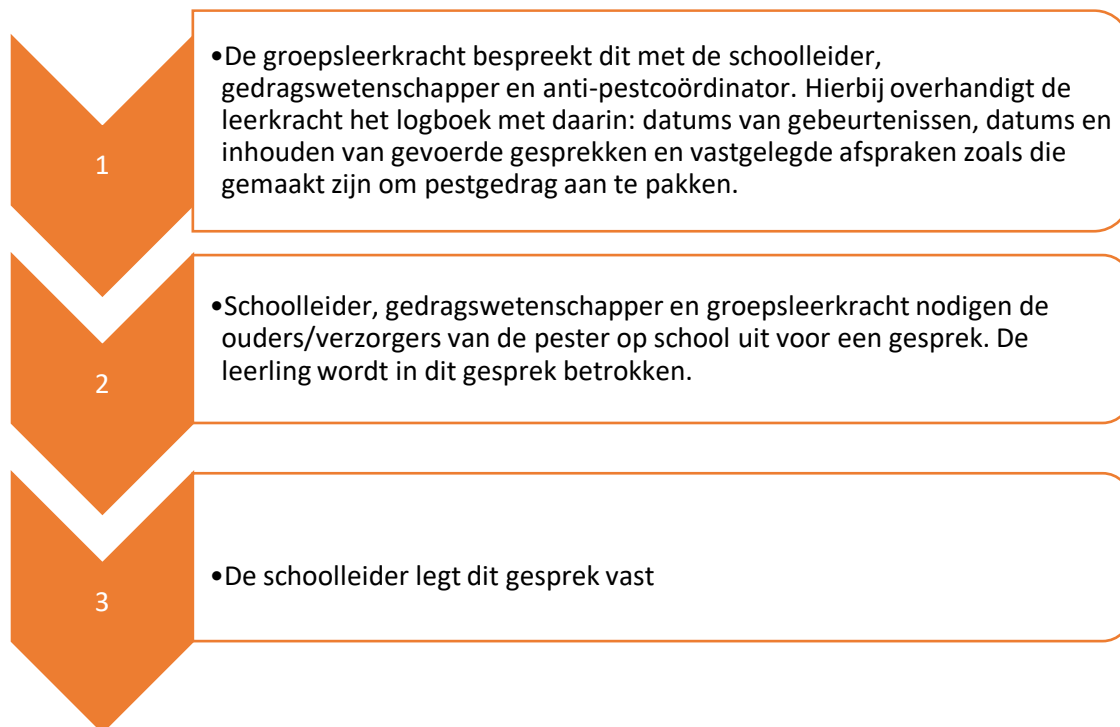 •De groepsleerkracht bespreekt dit met de schoolleider,
gedragswetenschapper en anti-pestcoördinator. Hierbij overhandigt de
leerkracht het logboek met daarin: datums van gebeurtenissen, datums en
inhouden van gevoerde gesprekken en vastgelegde afspraken zoals die
gemaakt zijn om pestgedrag aan te pakken.
1
•Schoolleider, gedragswetenschapper en groepsleerkracht nodigen de
ouders/verzorgers van de pester op school uit voor een gesprek. De
leerling wordt in dit gesprek betrokken.
2
•De schoolleider legt dit gesprek vast
3